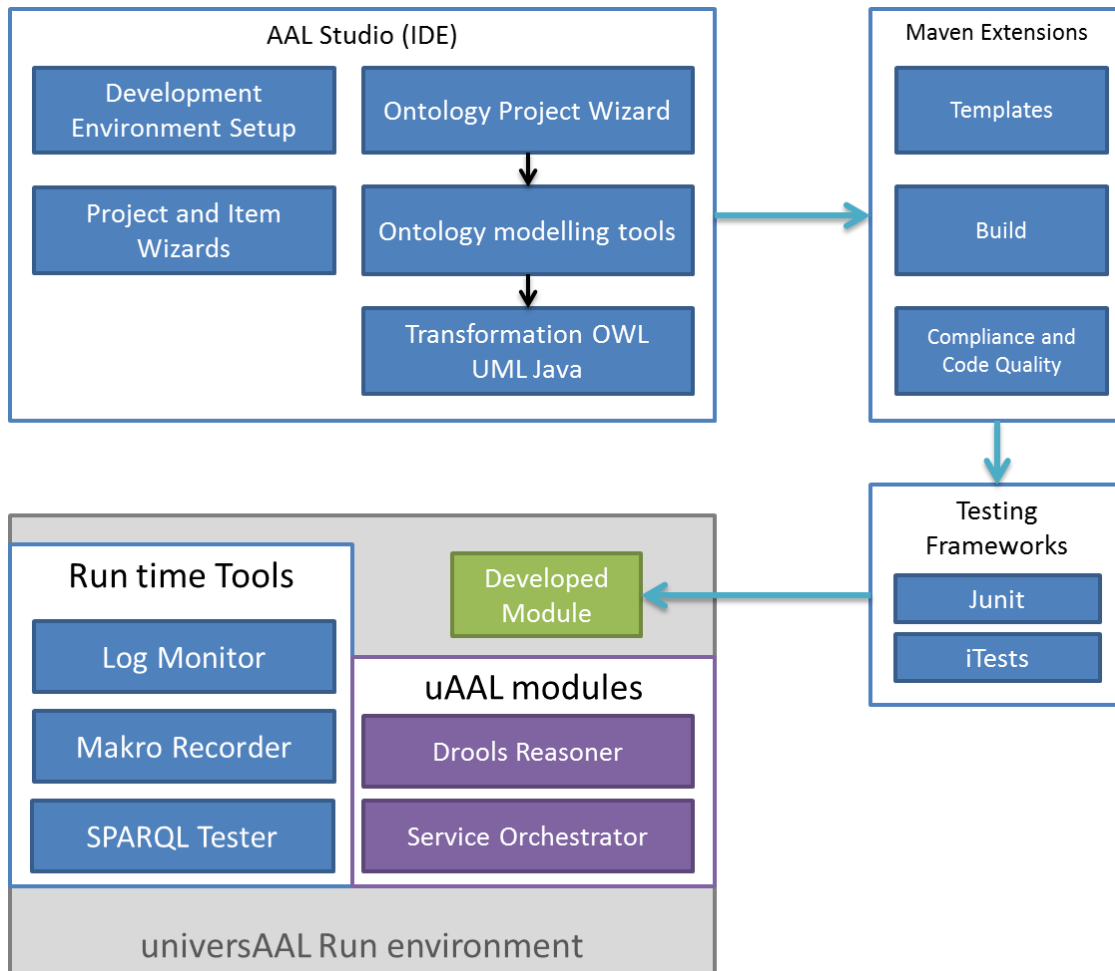 AAL Studio (IDE)
Development
Environment Setup
Ontology Project Wizard
Project and Item
Wizards
Ontology modelling tools
Transformation OWL
UML Java
Maven Extensions
Templates
Build
Compliance and
Code Quality
Testing
Frameworks
Junit
iTests
Developed
Module
Run time Tools
Log Monitor
Makro Recorder
SPARQL Tester
uAAL modules
Drools Reasoner
Service Orchestrator
universAAL Run environment